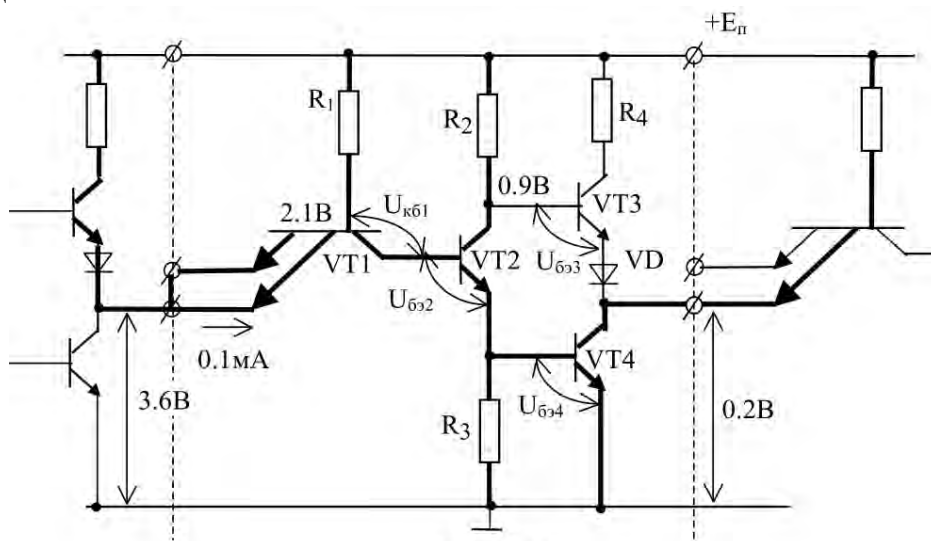 +Eп
R1
R2
R4
0.9В
VT3
Uкб1
2.1В
VT1
VT2
Uбэ3
VD
Uбэ2
0.1мА
VT4
3.6В
Uбэ4
0.2В
R3